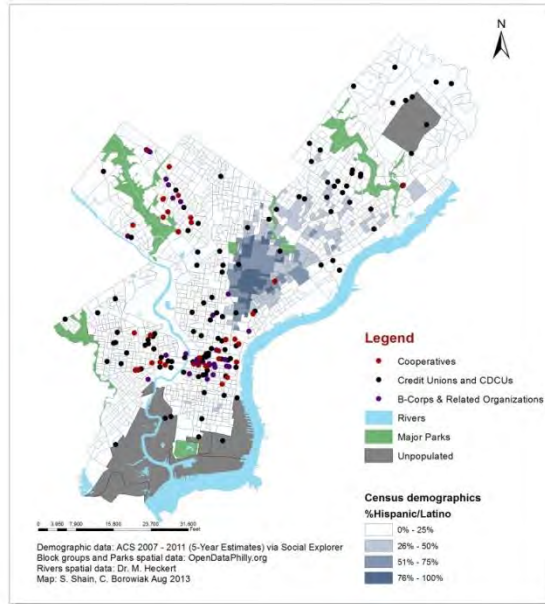 N
Legend
Cooperatives
Credit Unions and CDCUs
B-Corps & Related Organizations
Rivers
Major Parks
Unpopulated
Census demographics
%Hispanic/Latino
0% - 25%
26% - 50%
51% - 75%
76% - 100%
Feet
Demographic data: ACS 2007 - 2011 (5-Year Estimates) via Social Explorer
Block groups and Parks spatial data: OpenDataPhilly.org
Rivers spatial data: Dr. M. Heckert
Map: S. Shain, C. Borowiak Aug 2013